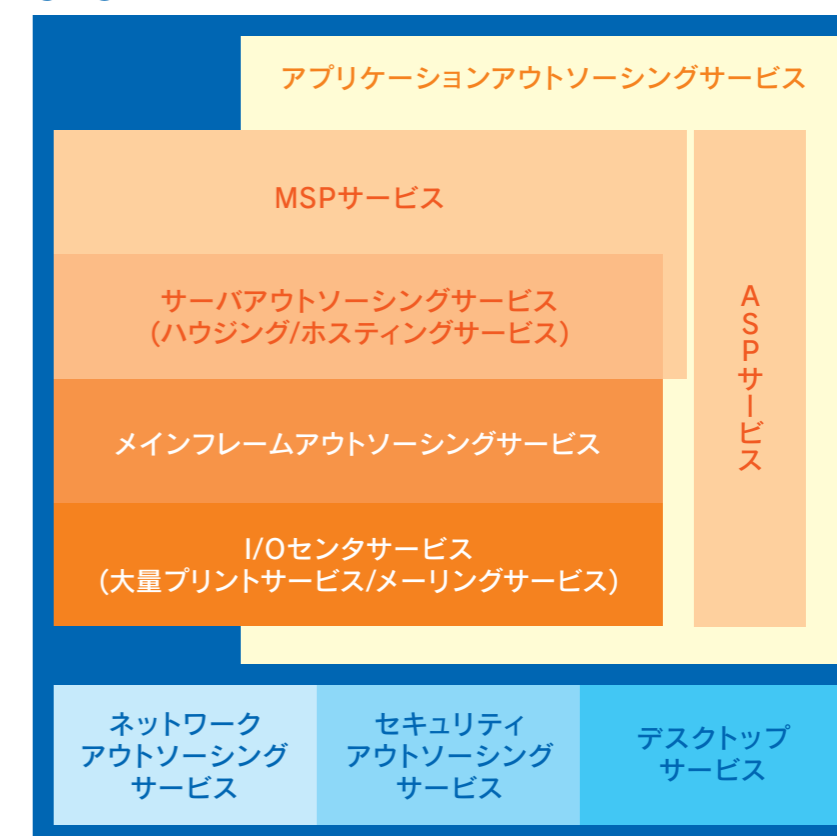 アプリケーションアウトソーシングサービス
MSPサービス
サーバアウトソーシングサービス
(ハウジング/ホスティングサービス)
メインフレームアウトソーシングサービス
I/Oセンタサービス
(大量プリントサービス/メーリングサービス)
ASPサービス
ネットワーク
アウトソーシング
サービス
セキュリティ
アウトソーシング
サービス
デスクトップ
サービス